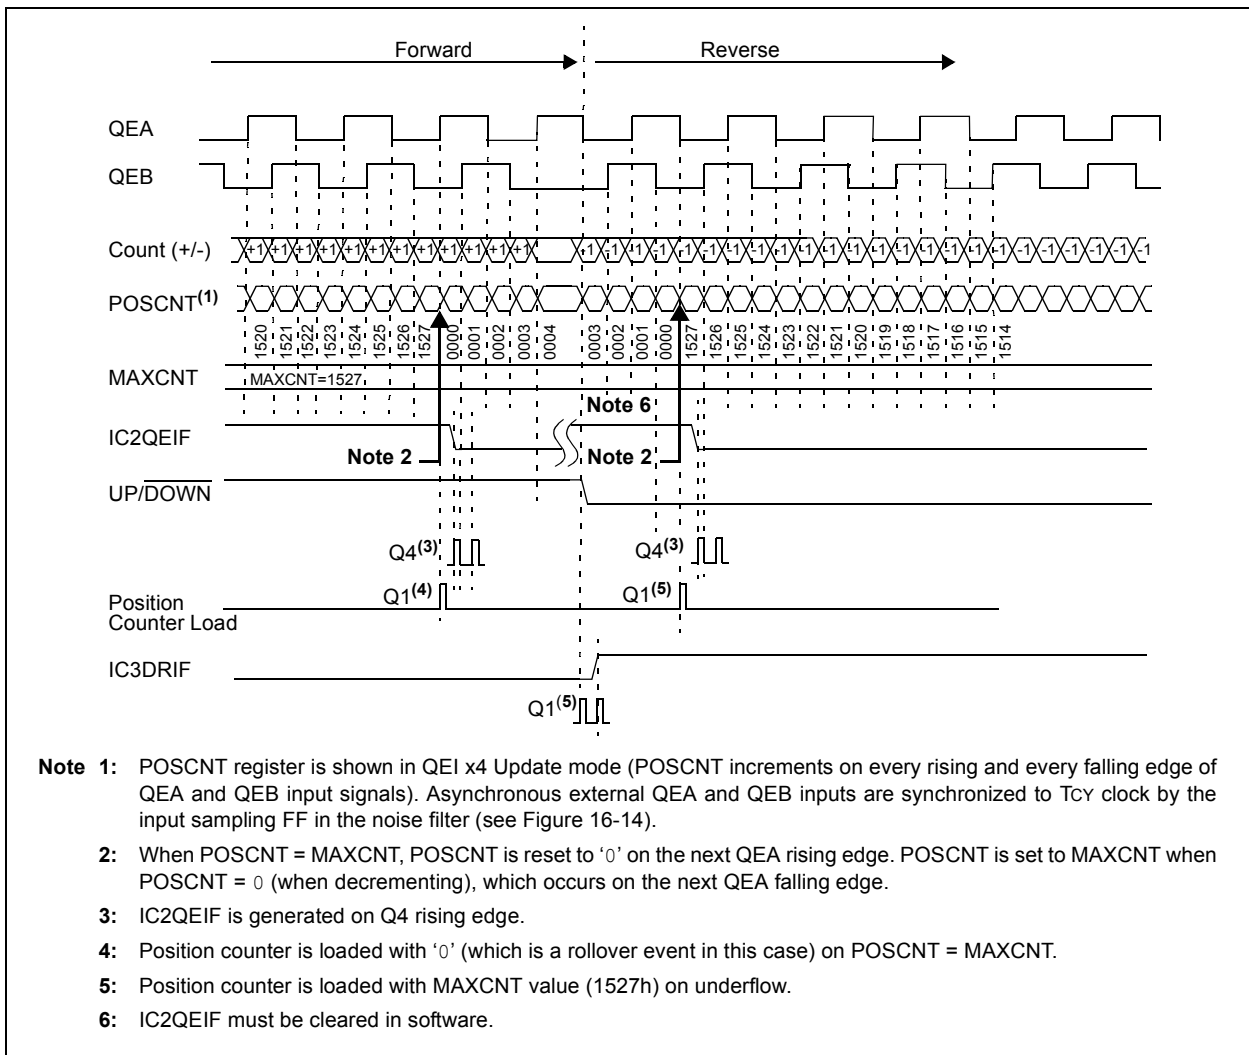 Forward Reverse
QEA
QEB
Count (+/-) +1 +1 +1 +1 +1 +1 +1 +1 +1 +1 +1 +1 -1 -1 -1 -1 -1 -1 -1 -1 -1 -1 -1 -1 -1 -1 -1 -1 -1 -1 -1 -1 -1 -1 -1 -1
POSCNT(1)
1520 1521 1522 1523 1524 1525 1526 1527 0000 0001 0002 0003 0004 0003 0002 0001 0000 1527 1526 1525 1524 1523 1522 1521 1520 1519 1518 1517 1516 1515 1514
MAXCNT MAXCNT=1527
Note 6
IC2QEIF
Note 2 Note 2
UP/DOWN
Q4(3) Q4(3)
Q1(4) Q1(5)
Position
Counter Load
IC3DRIF
Q1(5)
Note 1: POSCNT register is shown in QEI x4 Update mode (POSCNT increments on every rising and every falling edge of
QEA and QEB input signals). Asynchronous external QEA and QEB inputs are synchronized to TCY clock by the
input sampling FF in the noise filter (see Figure 16-14).
2: When POSCNT = MAXCNT, POSCNT is reset to ‘0’ on the next QEA rising edge. POSCNT is set to MAXCNT when
POSCNT = 0 (when decrementing), which occurs on the next QEA falling edge.
3: IC2QEIF is generated on Q4 rising edge.
4: Position counter is loaded with ‘0’ (which is a rollover event in this case) on POSCNT = MAXCNT.
5: Position counter is loaded with MAXCNT value (1527h) on underflow.
6: IC2QEIF must be cleared in software.